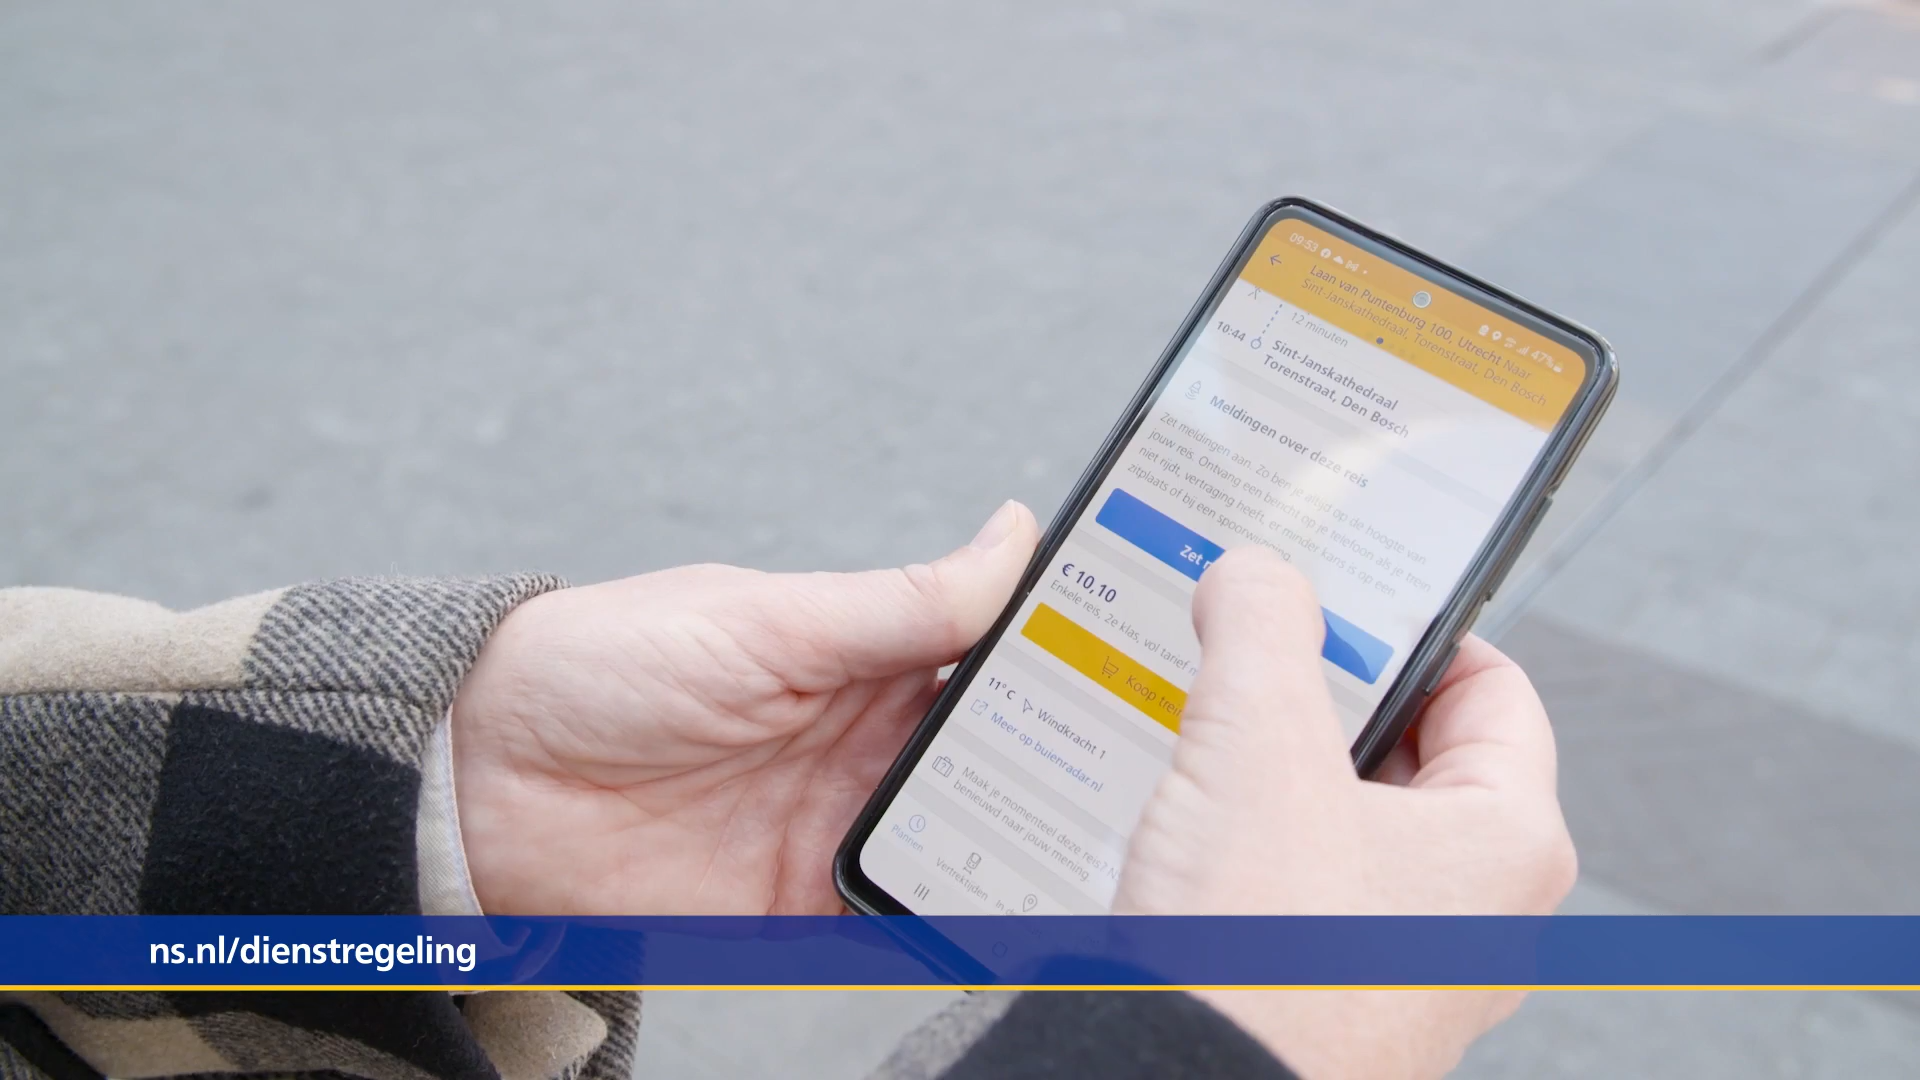 09:53
47%
Laan van Puntenburg 100, Utrecht Naar
Sint-Janskathedraal, Torenstraat, Den Bosch
12 minuten
10:44
Sint-Janskathedraal
Torenstraat, Den Bosch
Meldingen over deze reis
Zet meldingen aan. Zo ben je altijd op de hoogte van
jouw reis. Ontvang een bericht op je telefoon als je trein
niet rijdt, vertraging heeft, er minder kans is op een
zitplaats of bij een spoorwijziging.
Zet
€ 10,10
Enkele reis, 2e klas, vol tarief
Koop
11° C Windkracht 1
Meer op buienradar.nl
Maak je momenteel deze reis?
benieuwd naar jouw mening.
Plannen
Vertrektijden
ns.nl/dienstregeling